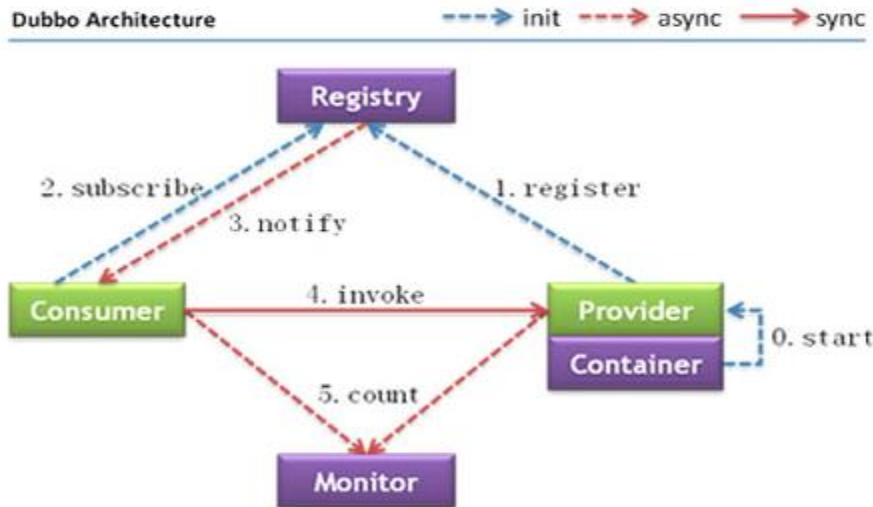 Dubbo Architecture
init
async
sync
Registry
2. subscribe
1. register
3. notify
Consumer
4. invoke
Provider
0. start
Container
5. count
Monitor